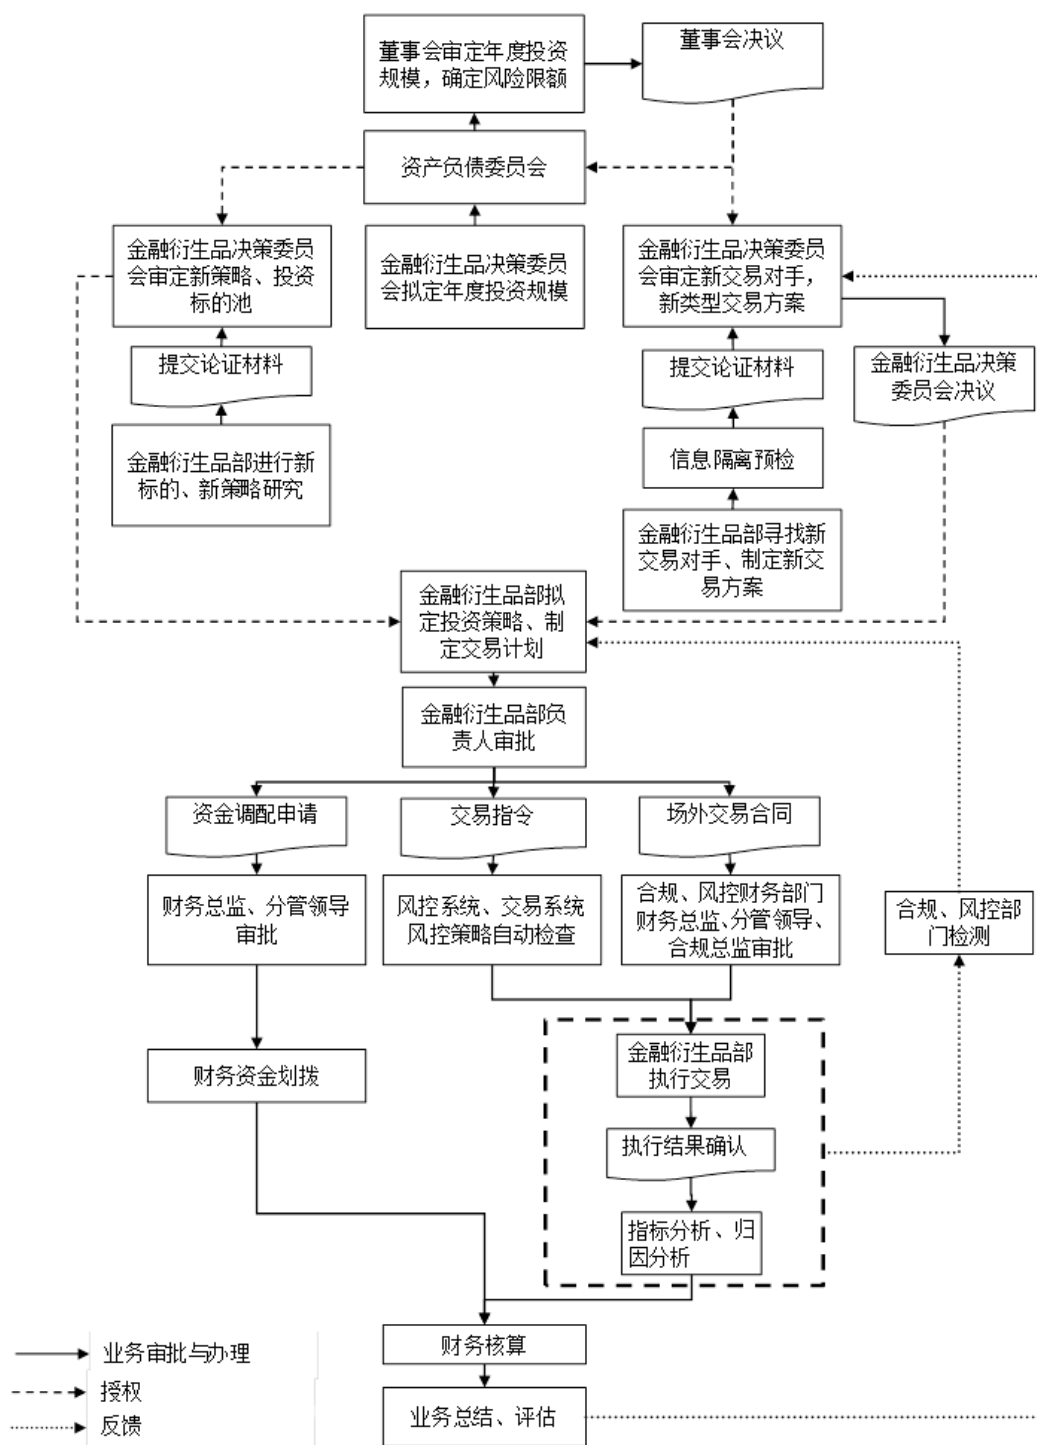 董事会审定年度投资
规模，确定风险限额
董事会决议
资产负债委员会
金融衍生品决策委员
会审定新策略、投资
标的池
金融衍生品决策委员
会拟定年度投资规模
金融衍生品决策委员
会审定新交易对手，
新类型交易方案
提交论证材料
提交论证材料
金融衍生品决策
委员会决议
金融衍生品部进行新
标的、新策略研究
信息隔离预检
金融衍生品部寻找新
交易对手、制定新交
易方案
金融衍生品部拟
定投资策略、制
定交易计划
金融衍生品部负
责人审批
资金调配申请
交易指令
场外交易合同
财务总监、分管领导
审批
风控系统、交易系统
风控策略自动检查
合规、风控财务部门
财务总监、分管领导、
合规总监审批
合规、风控部
门检测
财务资金划拨
金融衍生品部
执行交易
执行结果确认
指标分析、归
因分析
财务核算
业务总结、评估
业务审批与办理
授权
反馈